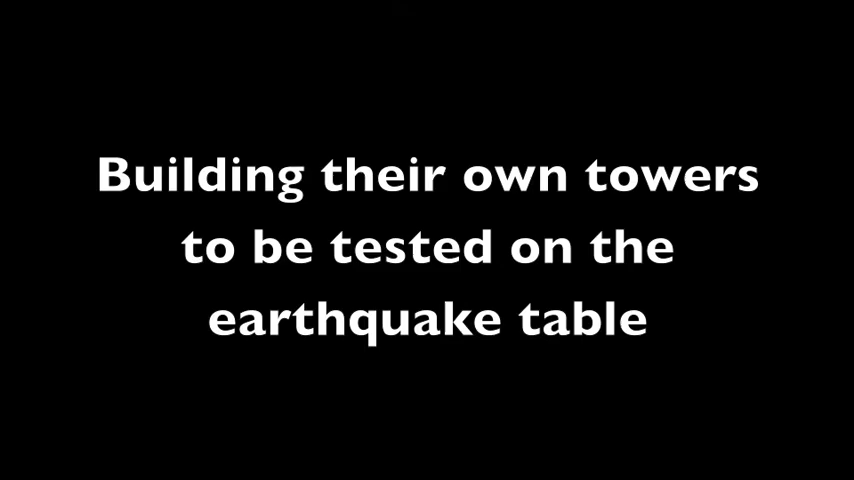 Building their own towers
to be tested on the
earthquake table